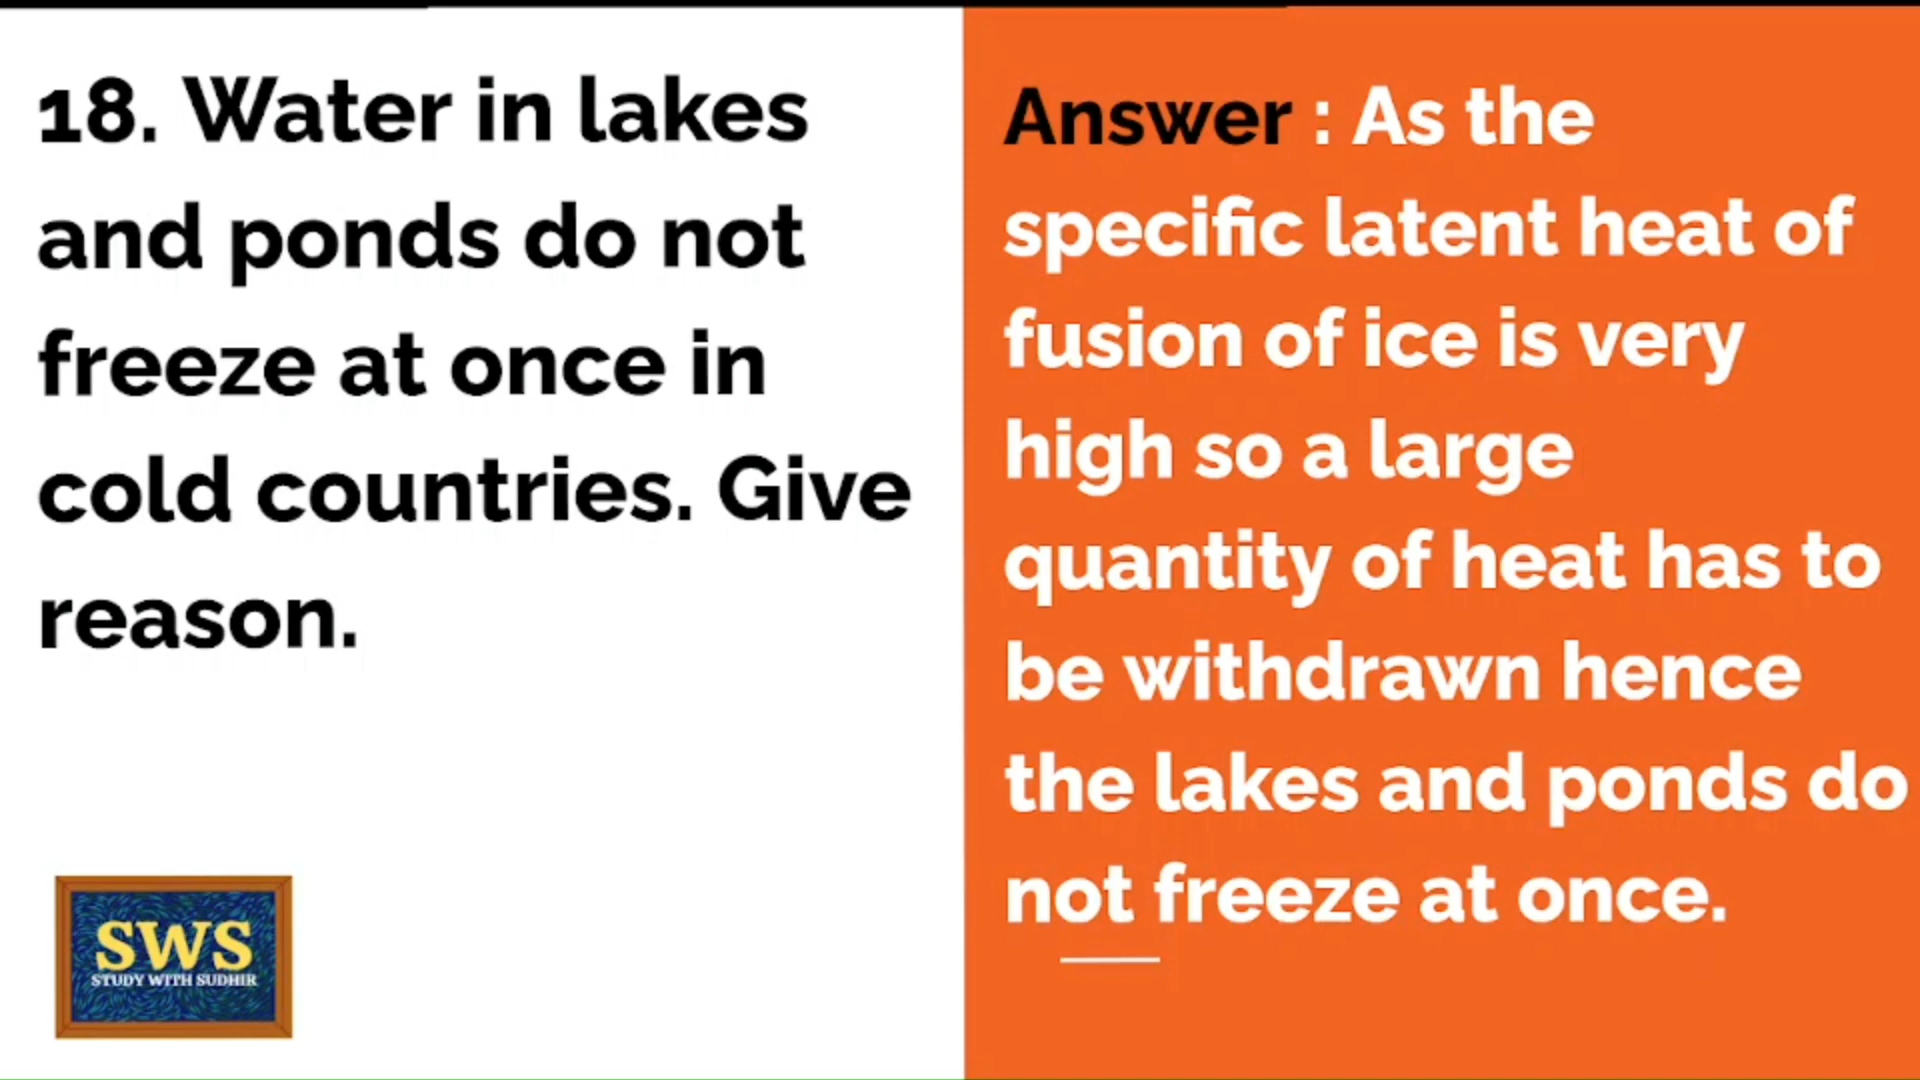 18. Water in lakes
and ponds do not
freeze at once in
cold countries. Give
reason.
Answer : As the
specific latent heat of
fusion of ice is very
high so a large
quantity of heat has to
be withdrawn hence
the lakes and ponds do
not freeze at once.
SWS
STUDY WITH SUDHIR